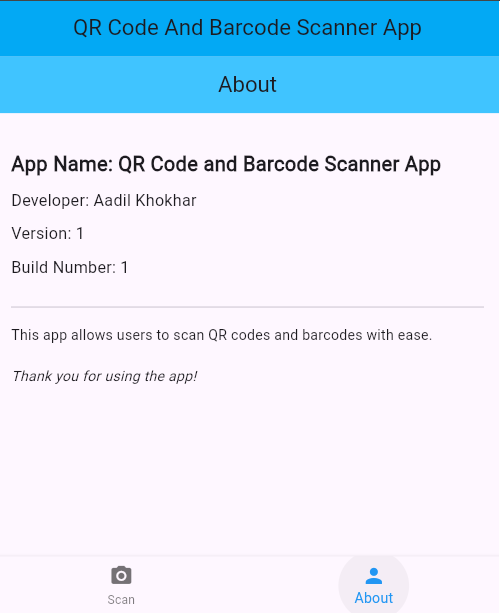 QR Code And Barcode Scanner App
About
App Name: QR Code and Barcode Scanner App
Developer: Aadil Khokhar
Version: 1
Build Number: 1
This app allows users to scan QR codes and barcodes with ease.
Thank you for using the app!
Scan
About